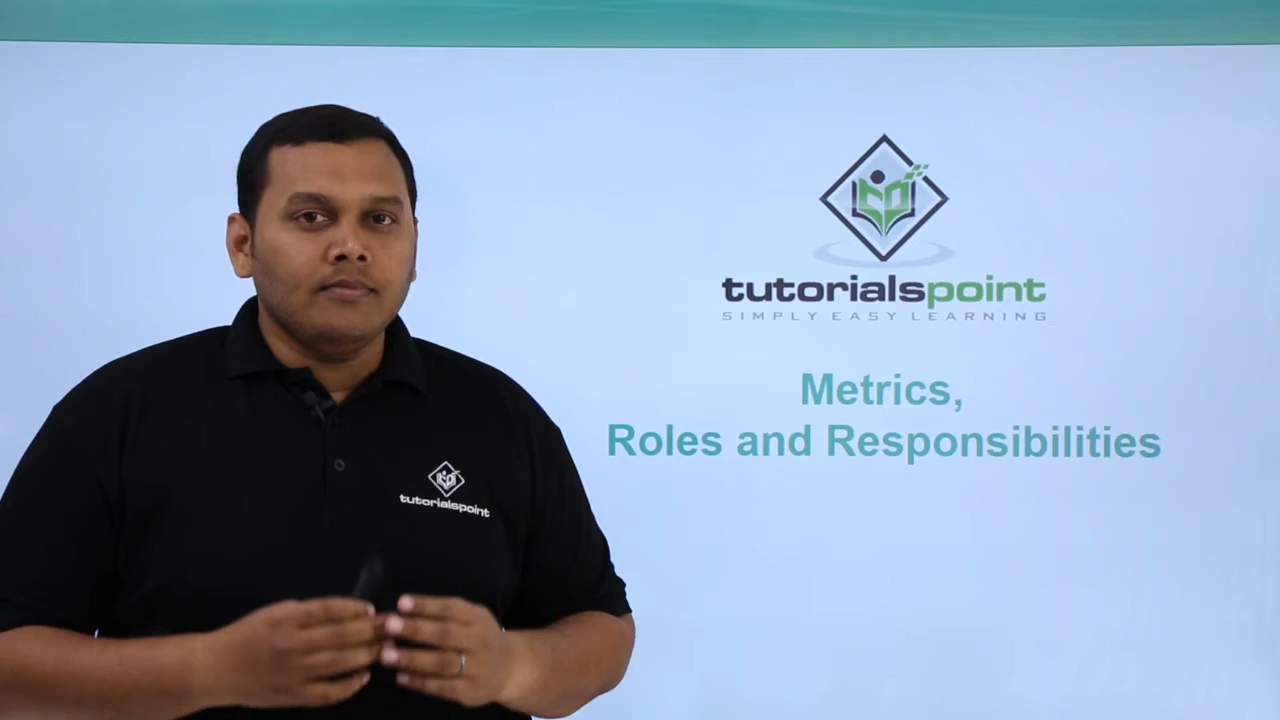 tutorialspoint
SIMPLY EASY LEARNING
Metrics,
Roles and Responsibilities
tutorialspoint